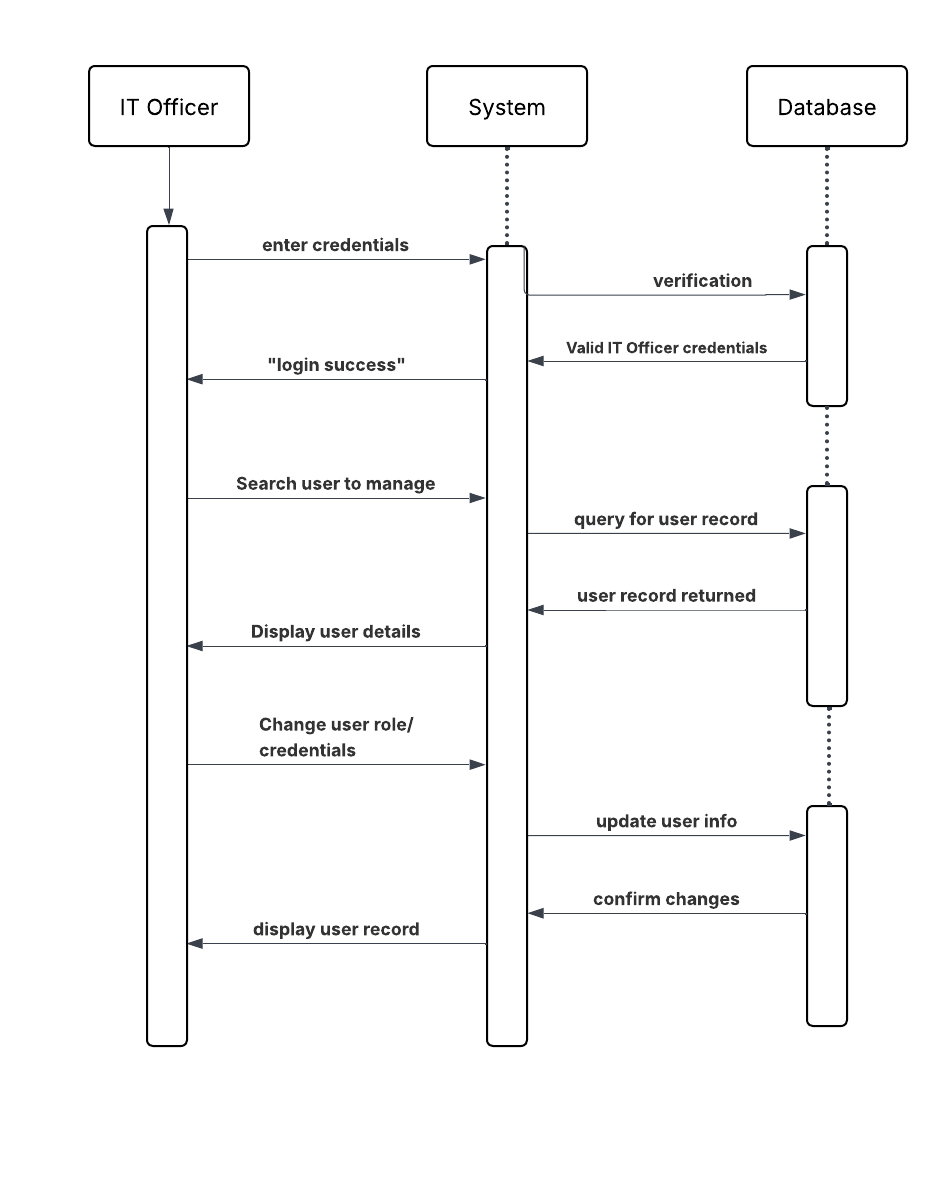 IT Officer
System
Database
enter credentials
verification
Valid IT Officer credentials
"login success"
Search user to manage
query for user record
user record returned
Display user details
Change user role/
credentials
update user info
confirm changes
display user record